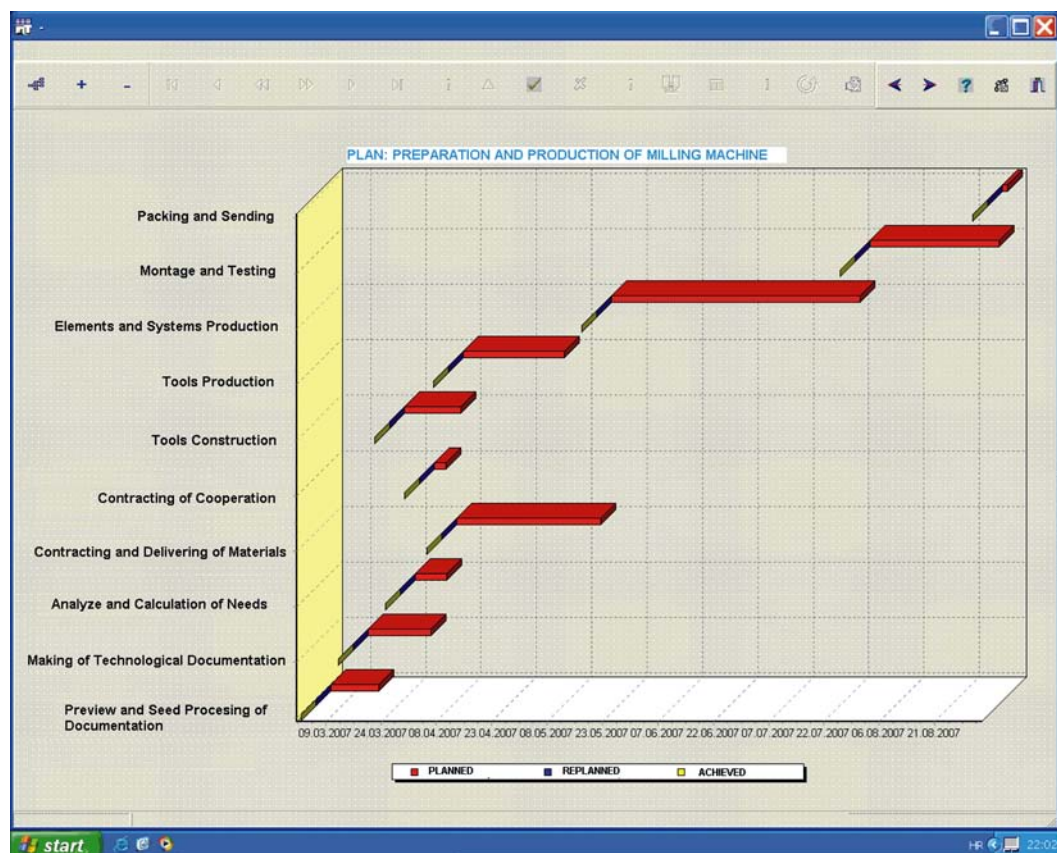 PLAN: PREPARATION AND PRODUCTION OF MILLING MACHINE
Packing and Sending
Montage and Testing
Elements and Systems Production
Tools Production
Tools Construction
Contracting of Cooperation
Contracting and Delivering of Materials
Analyze and Calculation of Needs
Making of Technological Documentation
Preview and Seed Procesing of
Documentation
09.03.2007 24.03.2007 08.04.2007 23.04.2007 08.05.2007 23.05.2007 07.06.2007 22.06.2007 07.07.2007 22.07.2007 06.08.2007 21.08.2007
PLANNED REPLANNED ACHIEVED
start HR 22:02